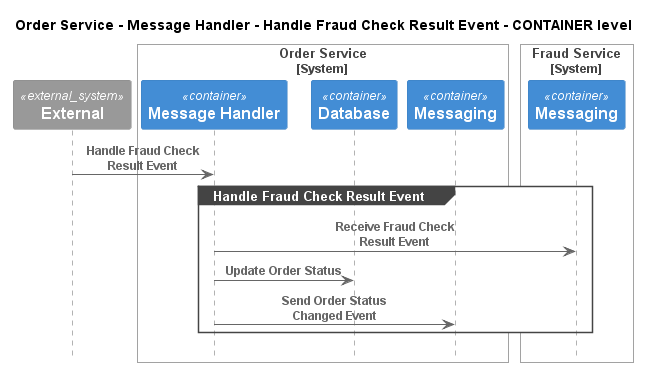 Order Service - Message Handler - Handle Fraud Check Result Event - CONTAINER level
Order Service
[System]
Fraud Service
[System]
«external_system»
External
«container»
Message Handler
«container»
Database
«container»
Messaging
«container»
Messaging
Handle Fraud Check
Result Event
Handle Fraud Check Result Event
Receive Fraud Check
Result Event
Update Order Status
Send Order Status
Changed Event